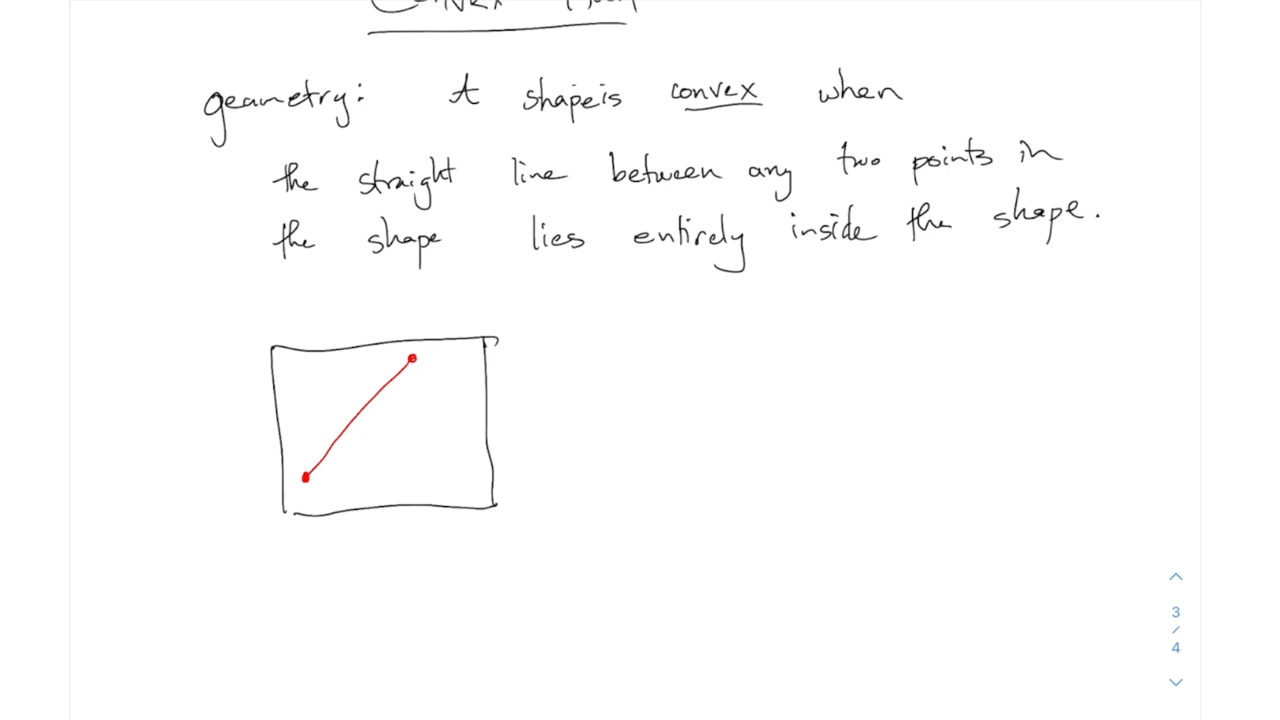 Convex
geometry: A shape is convex when
the straight line between any two points in
the shape lies entirely inside the shape.
3
/
4